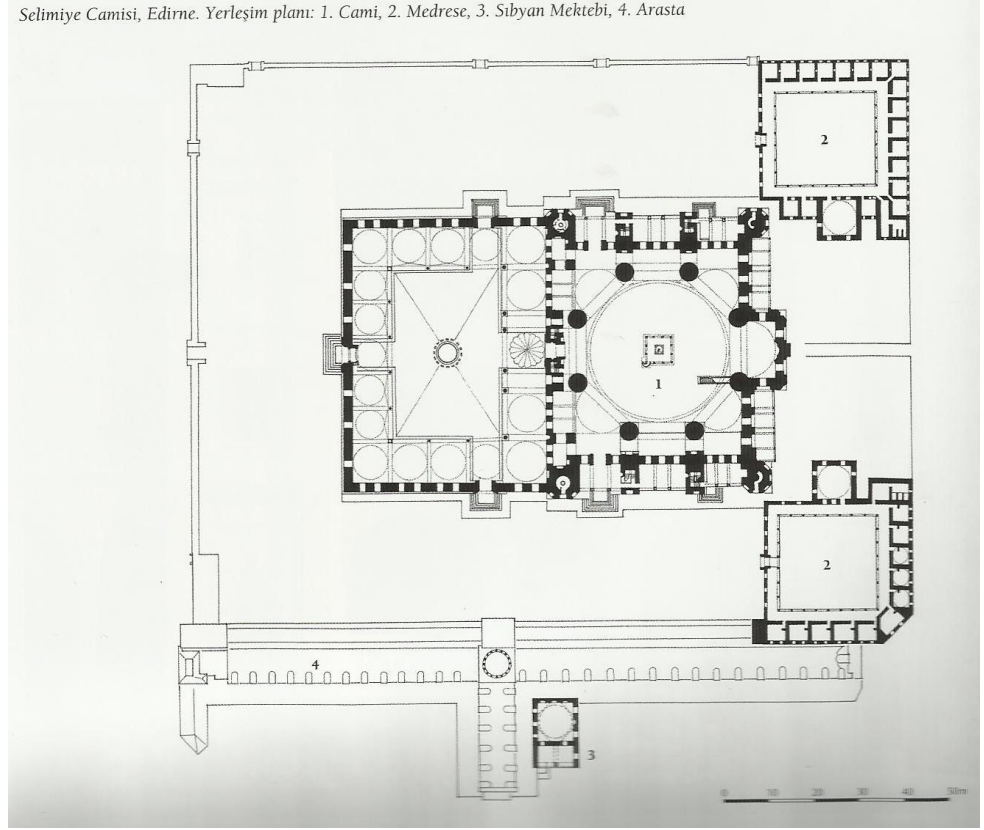 Selimiye Camisi, Edirne. Yerleşim planı: 1. Cami, 2. Medrese, 3. Sıbyan Mektebi, 4. Arasta
2
1
2
4
3
0 10 20 30 40 50m